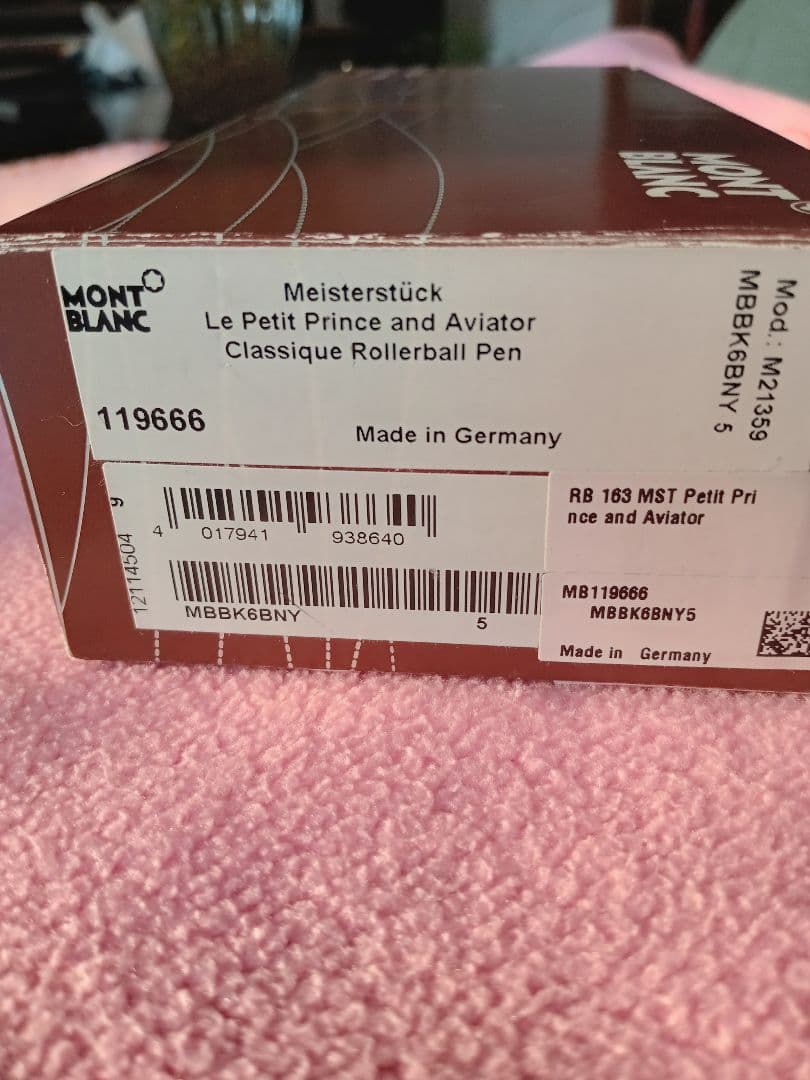 MONT
BLANC
MONT
BLANC
Meisterstück
Le Petit Prince and Aviator
Classique Rollerball Pen
119666
Made in Germany
Mod.: M21359
MBBK6BNY 5
12114504 9
4 017941 938640
MBBK6BNY 5
RB 163 MST Petit Pri
nce and Aviator
MB119666
MBBK6BNY5
Made in Germany